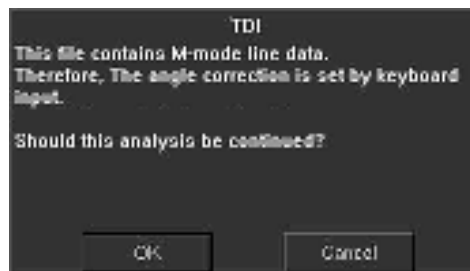 TDI
This file contains M-mode line data.
Therefore, The angle correction is set by keyboard
input.
Should this analysis be continued?
OK
Cancel